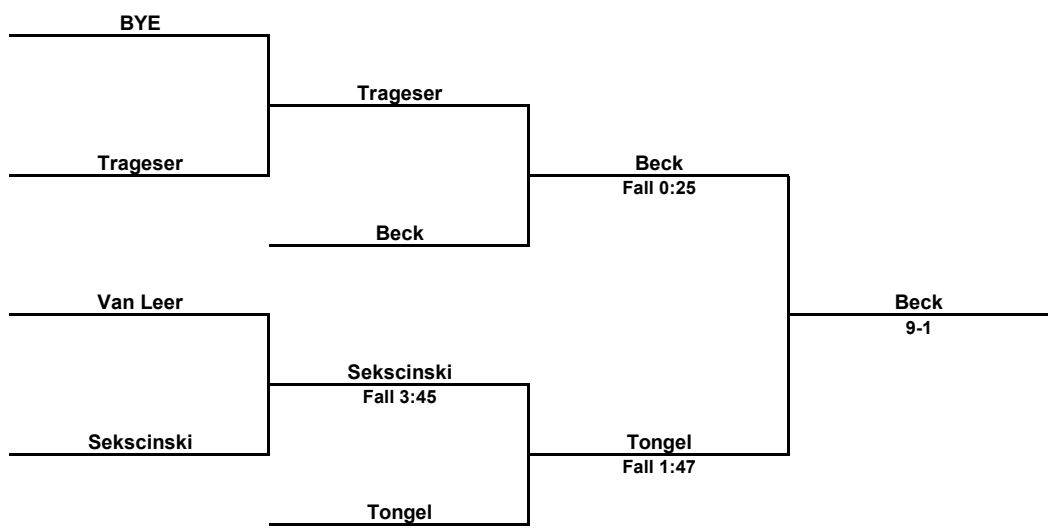 BYE
Trageser
Trageser
Beck
Fall 0:25
Beck
Van Leer
Beck
9-1
Sekscinski
Fall 3:45
Sekscinski
Tongel
Fall 1:47
Tongel